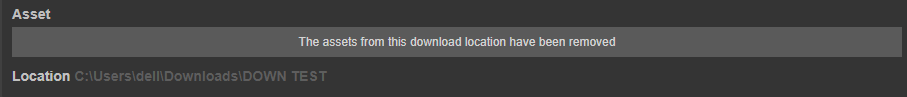 Asset
The assets from this download location have been removed
Location C:\Users\dell\Downloads\DOWN TEST